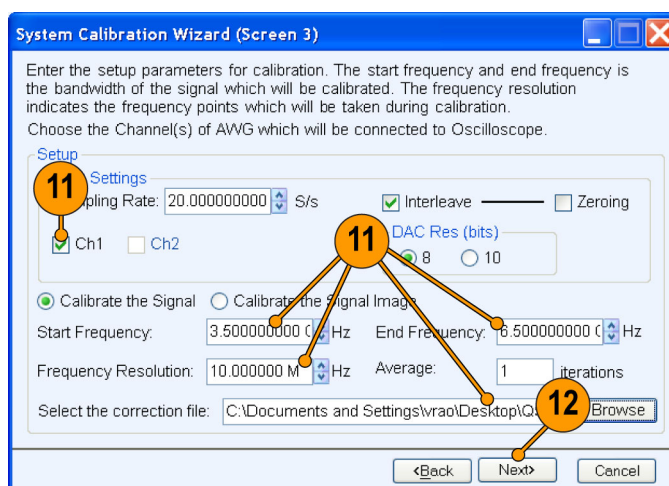 System Calibration Wizard (Screen 3)
Enter the setup parameters for calibration. The start frequency and end frequency is
the bandwidth of the signal which will be calibrated. The frequency resolution
indicates the frequency points which will be taken during calibration.
Choose the Channel(s) of AWG which will be connected to Oscilloscope.
Setup
11 Settings
pling Rate: 20.000000000 S/s Interleave Zeroing
Ch1 Ch2 11 DAC Res (bits)
8 10
Calibrate the Signal Calibrate the Signal Image
Start Frequency: 3.500000000 ( Hz End Frequency: 6.500000000 ( Hz
Frequency Resolution: 10.000000 M Hz Average: 1 iterations
Select the correction file: C:\Documents and Settings\vrao\Desktop\QS 12 Browse
<Back Next> Cancel